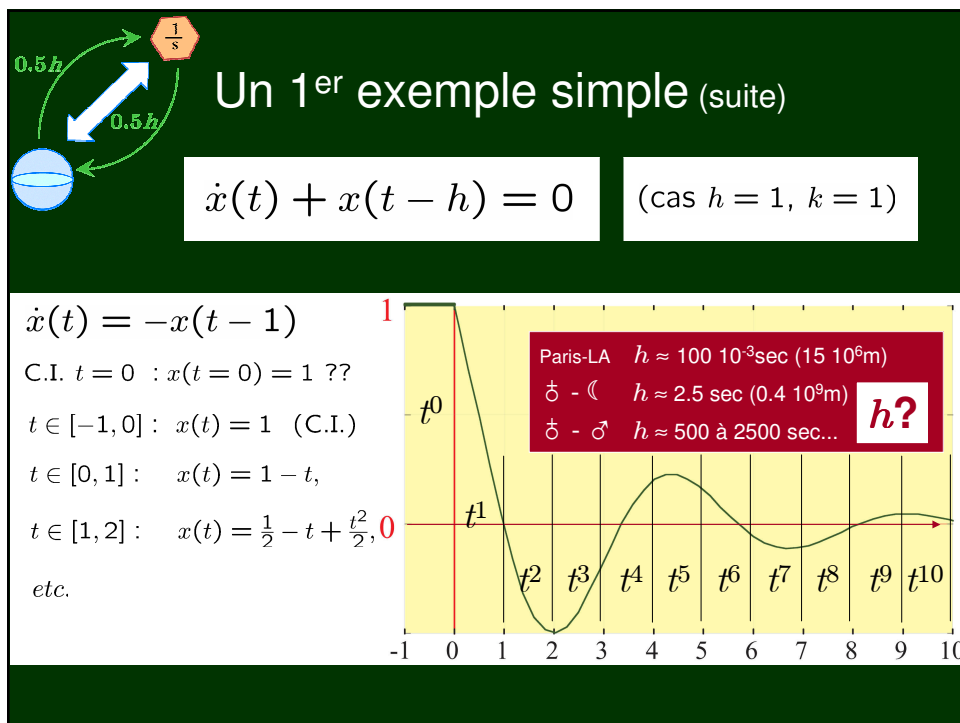 1/s
0.5h
0.5h
Un 1er exemple simple (suite)
ẋ(t) + x(t − h) = 0
(cas h = 1, k = 1)
ẋ(t) = −x(t − 1)
C.I. t = 0 : x(t = 0) = 1 ??
t ∈ [−1, 0] : x(t) = 1 (C.I.)
t ∈ [0, 1] : x(t) = 1 − t,
t ∈ [1, 2] : x(t) = 1/2 − t + t²/2,
etc.
1
0
Paris-LA h ≈ 100 10⁻³sec (15 10⁶m)
♁ - ☾ h ≈ 2.5 sec (0.4 10⁹m)
♁ - ♂ h ≈ 500 à 2500 sec...
h?
t⁰
t¹
t² t³ t⁴ t⁵ t⁶ t⁷ t⁸ t⁹ t¹⁰
-1 0 1 2 3 4 5 6 7 8 9 10